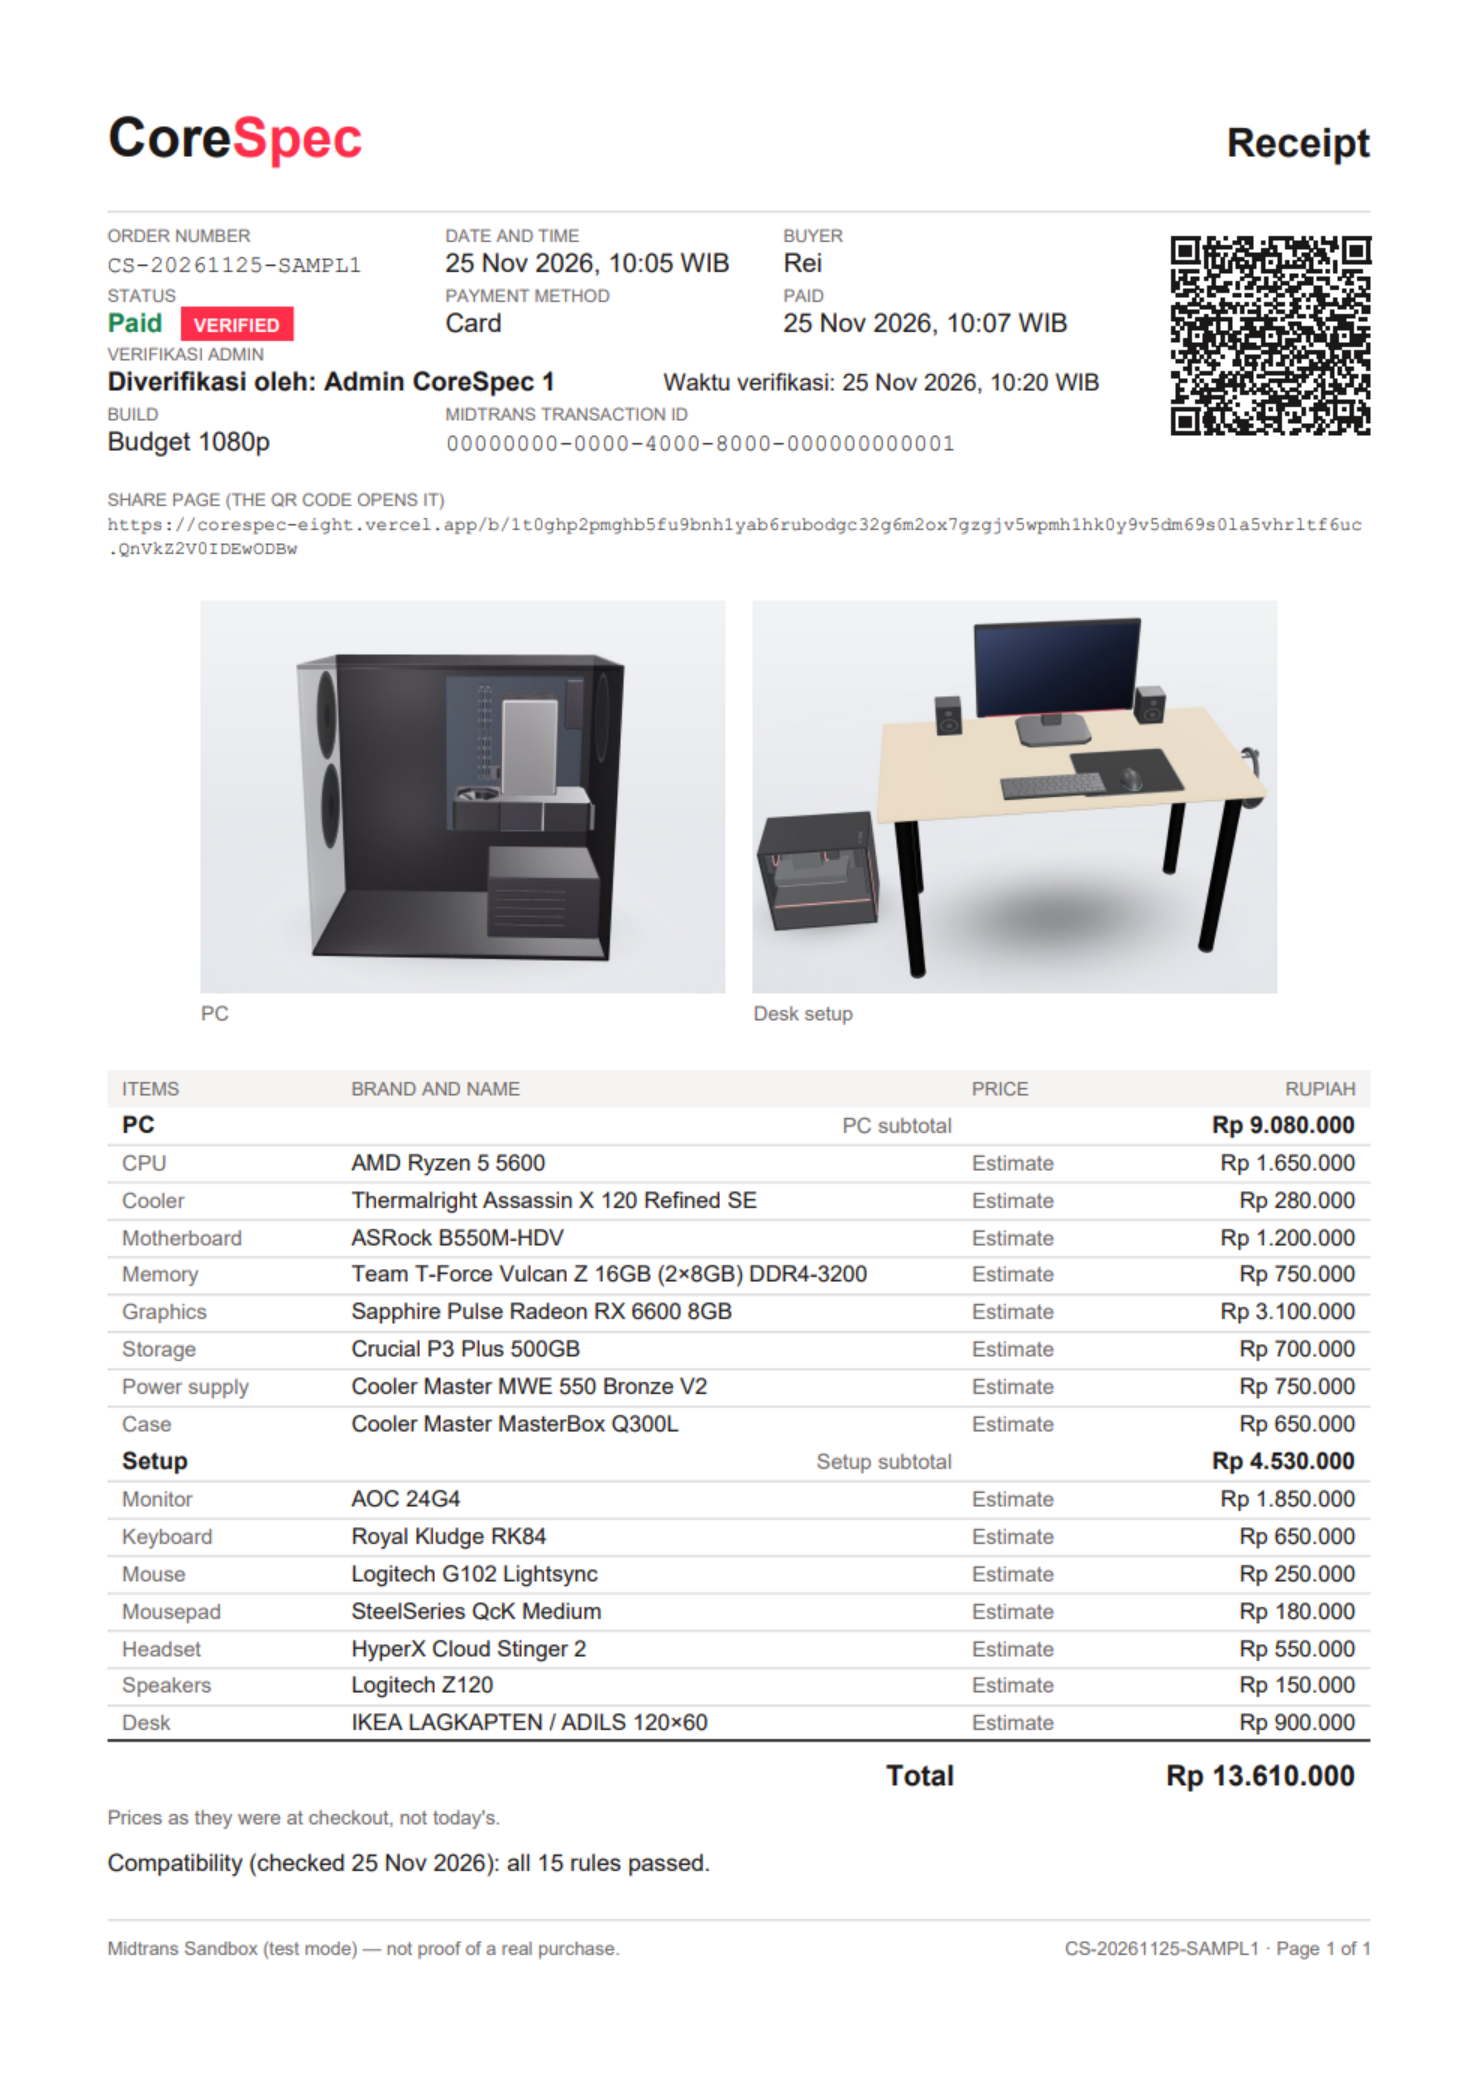 CoreSpec
Receipt
ORDER NUMBER DATE AND TIME BUYER
CS-20261125-SAMPL1 25 Nov 2026, 10:05 WIB Rei
STATUS PAYMENT METHOD PAID
Paid VERIFIED Card 25 Nov 2026, 10:07 WIB
VERIFIKASI ADMIN
Diverifikasi oleh: Admin CoreSpec 1 Waktu verifikasi: 25 Nov 2026, 10:20 WIB
BUILD MIDTRANS TRANSACTION ID
Budget 1080p 00000000-0000-4000-8000-000000000001
SHARE PAGE (THE QR CODE OPENS IT)
https://corespec-eight.vercel.app/b/1t0ghp2pmghb5fu9bnh1yab6rubodgc32g6m2ox7gzgjv5wpmh1hk0y9v5dm69s0la5vhrltf6uc
.QnVkZ2V0IDEwODBw
PC Desk setup
ITEMS BRAND AND NAME PRICE RUPIAH
PC PC subtotal Rp 9.080.000
CPU AMD Ryzen 5 5600 Estimate Rp 1.650.000
Cooler Thermalright Assassin X 120 Refined SE Estimate Rp 280.000
Motherboard ASRock B550M-HDV Estimate Rp 1.200.000
Memory Team T-Force Vulcan Z 16GB (2×8GB) DDR4-3200 Estimate Rp 750.000
Graphics Sapphire Pulse Radeon RX 6600 8GB Estimate Rp 3.100.000
Storage Crucial P3 Plus 500GB Estimate Rp 700.000
Power supply Cooler Master MWE 550 Bronze V2 Estimate Rp 750.000
Case Cooler Master MasterBox Q300L Estimate Rp 650.000
Setup Setup subtotal Rp 4.530.000
Monitor AOC 24G4 Estimate Rp 1.850.000
Keyboard Royal Kludge RK84 Estimate Rp 650.000
Mouse Logitech G102 Lightsync Estimate Rp 250.000
Mousepad SteelSeries QcK Medium Estimate Rp 180.000
Headset HyperX Cloud Stinger 2 Estimate Rp 550.000
Speakers Logitech Z120 Estimate Rp 150.000
Desk IKEA LAGKAPTEN / ADILS 120×60 Estimate Rp 900.000
Total Rp 13.610.000
Prices as they were at checkout, not today's.
Compatibility (checked 25 Nov 2026): all 15 rules passed.
Midtrans Sandbox (test mode) — not proof of a real purchase.
CS-20261125-SAMPL1 · Page 1 of 1